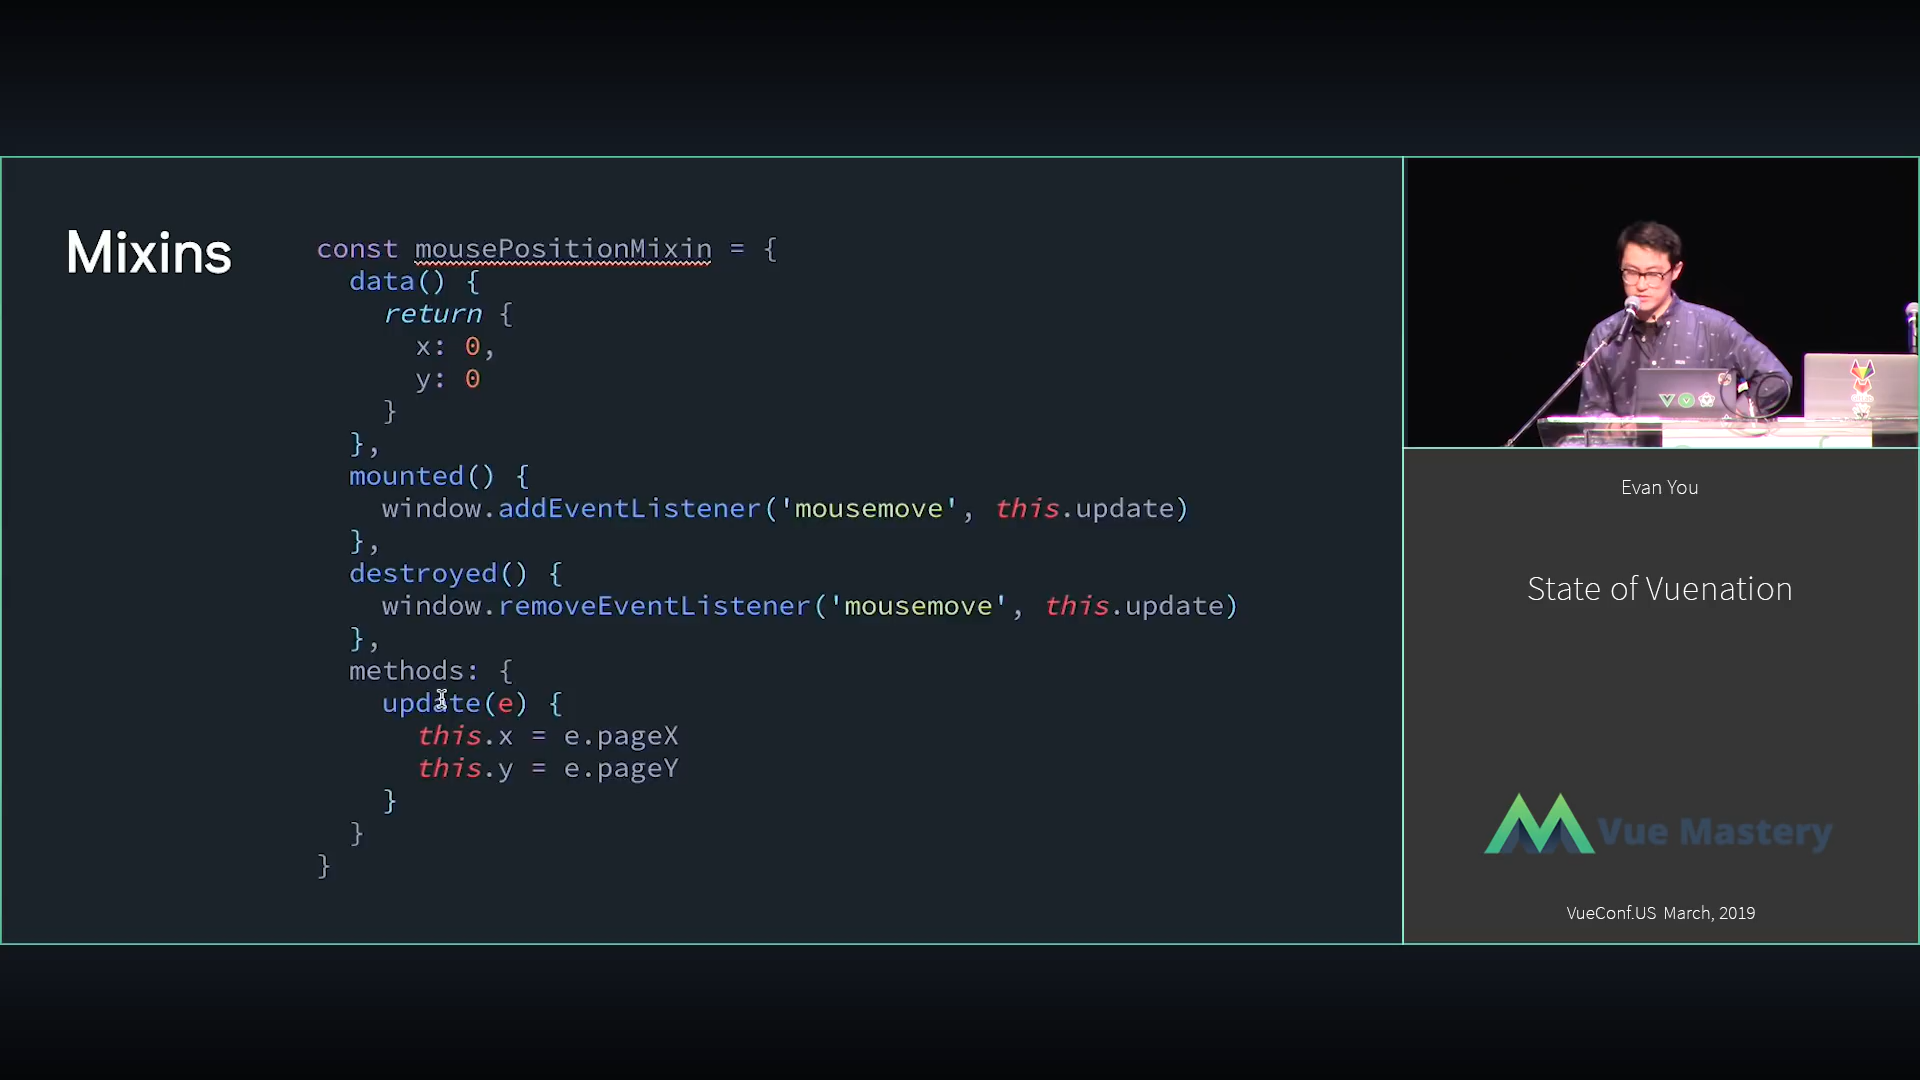 Mixins
const mousePositionMixin = {
data() {
return {
x: 0,
y: 0
}
},
mounted() {
window.addEventListener('mousemove', this.update)
},
destroyed() {
window.removeEventListener('mousemove', this.update)
},
methods: {
update(e) {
this.x = e.pageX
this.y = e.pageY
}
}
}
Evan You
State of Vuenation
Vue Mastery
VueConf.US March, 2019